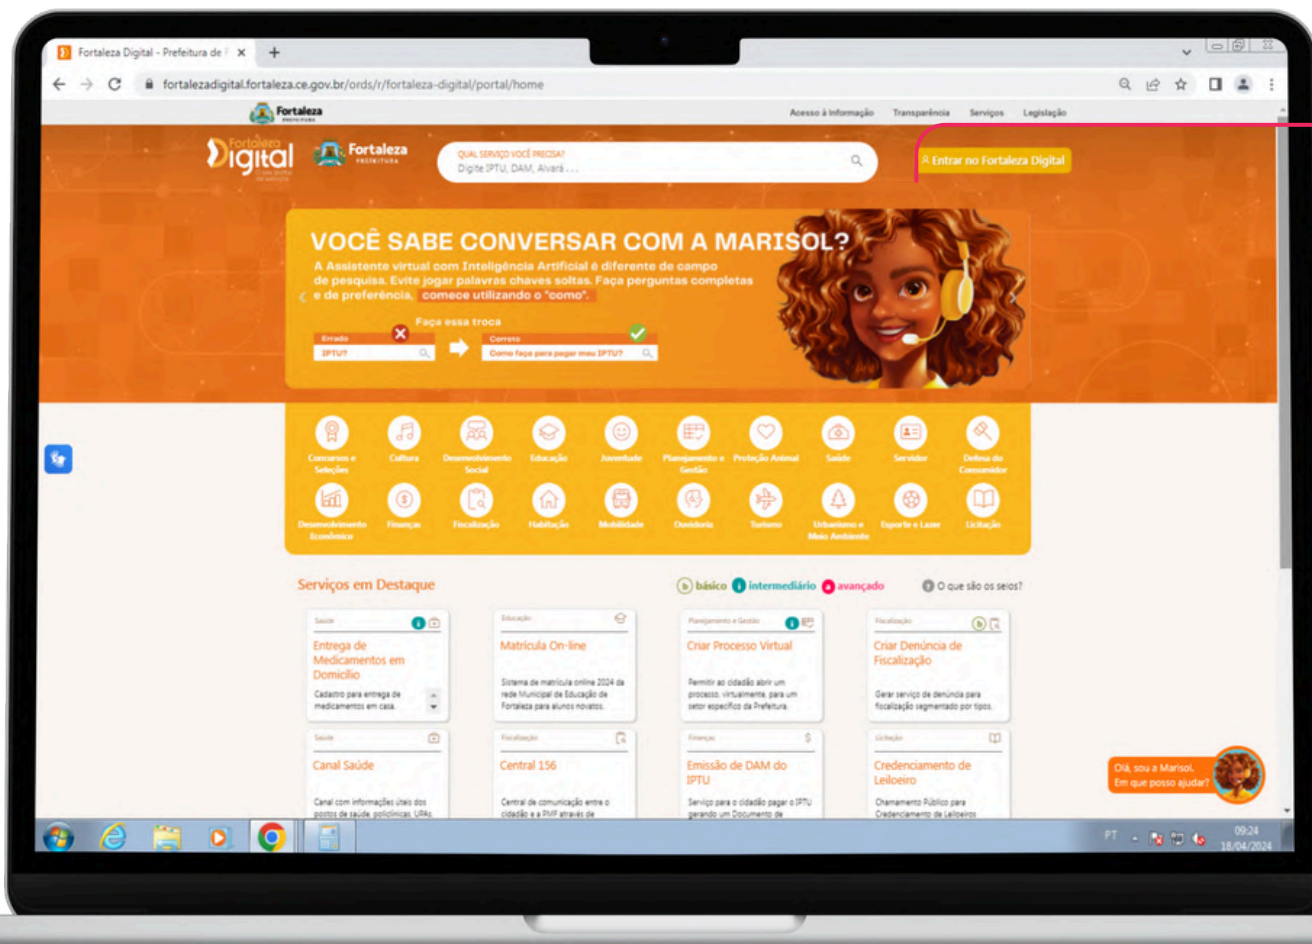 Fortaleza Digital - Prefeitura de F
fortalezadigital.fortaleza.ce.gov.br/ords/r/fortaleza-digital/portal/home
Fortaleza
PREFEITURA
Acesso à Informação Transparência Serviços Legislação
Fortaleza
Digital
O seu portal
de serviços
Fortaleza
PREFEITURA
QUAL SERVIÇO VOCÊ PRECISA?
Digite IPTU, DAM, Alvará . . .
Entrar no Fortaleza Digital
VOCÊ SABE CONVERSAR COM A MARISOL?
A Assistente virtual com Inteligência Artificial é diferente de campo
de pesquisa. Evite jogar palavras chaves soltas. Faça perguntas completas
e de preferência, comece utilizando o "como".
Faça essa troca
Errado
IPTU?
Correto
Como faço para pagar meu IPTU?
Concursos e
Seleções
Cultura
Desenvolvimento
Social
Educação
Juventude
Planejamento e
Gestão
Proteção Animal
Saúde
Servidor
Defesa do
Consumidor
Desenvolvimento
Econômico
Finanças
Fiscalização
Habitação
Mobilidade
Ouvidoria
Turismo
Urbanismo e
Meio Ambiente
Esporte e Lazer
Licitação
Serviços em Destaque
b básico i intermediário a avançado ? O que são os selos?
Saúde
Entrega de
Medicamentos em
Domicílio
Cadastro para entrega de
medicamentos em casa.
Educação
Matrícula On-line
Sistema de matrícula online 2024 da
rede Municipal de Educação de
Fortaleza para alunos novatos.
Planejamento e Gestão
Criar Processo Virtual
Permitir ao cidadão abrir um
processo, virtualmente, para um
setor específico da Prefeitura.
Fiscalização
Criar Denúncia de
Fiscalização
Gerar serviço de denúncia para
fiscalização segmentado por tipos.
Saúde
Canal Saúde
Canal com informações úteis dos
postos de saúde, policlínicas, UPAs,
Fiscalização
Central 156
Central de comunicação entre o
cidadão e a PMF através de
Finanças
Emissão de DAM do
IPTU
Serviço para o cidadão pagar o IPTU
gerando um Documento de
Licitação
Credenciamento de
Leiloeiro
Chamamento Público para
Credenciamento de Leiloeiros
Olá, sou a Marisol.
Em que posso ajudar?
PT
09:24
18/04/2024